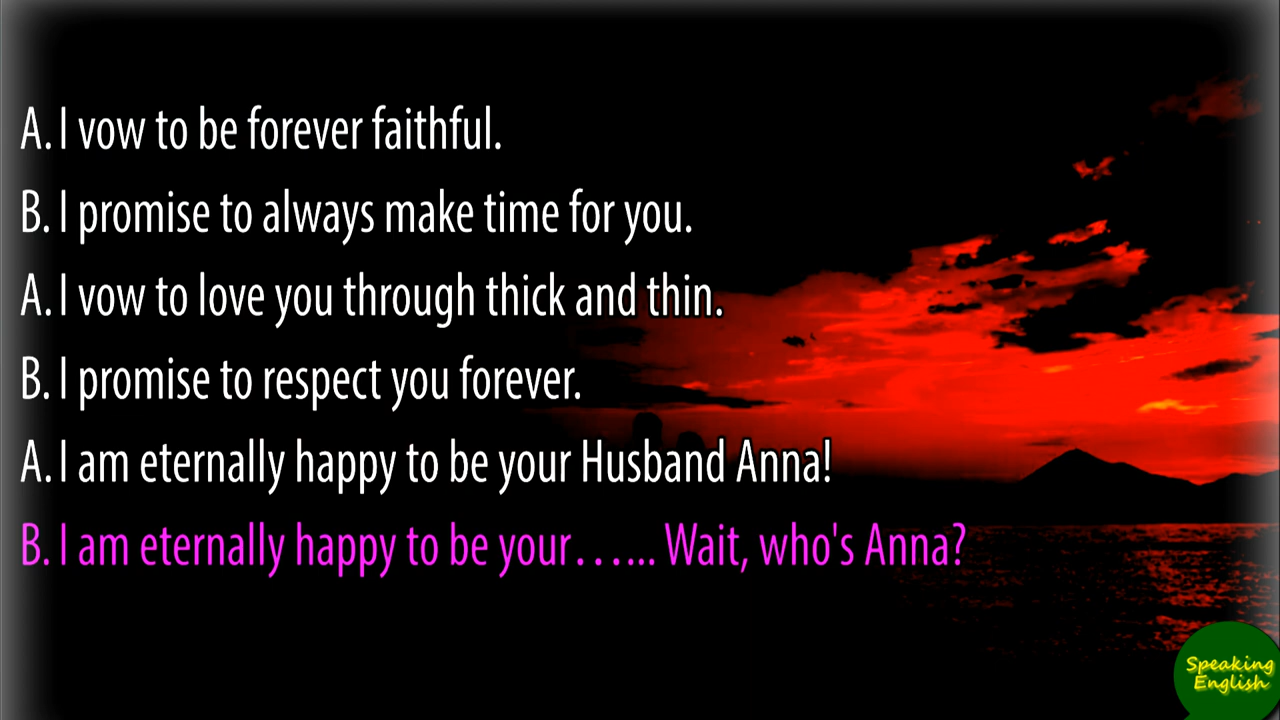 A. I vow to be forever faithful.
B. I promise to always make time for you.
A. I vow to love you through thick and thin.
B. I promise to respect you forever.
A. I am eternally happy to be your Husband Anna!
B. I am eternally happy to be your…... Wait, who's Anna?
Speaking
English